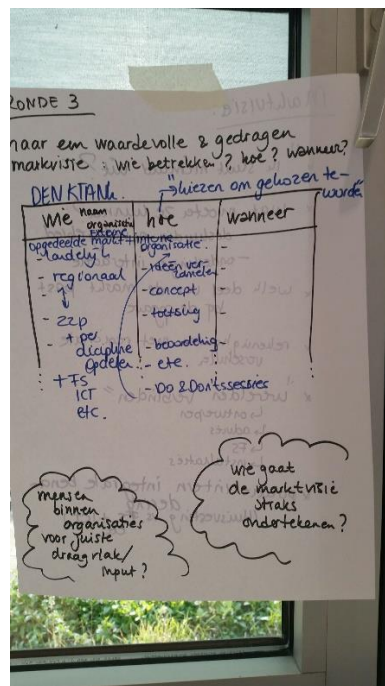 RONDE 3
naar een waardevolle & gedragen
marktvisie : wie betrekken? hoe? wanneer?
DENKTANK
"kiezen om gekozen te worden"
wie naam organisatie
hoe
wanneer
opgedeelde markt + interne organisatie
- landelijk
- regionaal
- zzp
+ per discipline opdelen
+ FS
ICT
etc.
- ideeën verzamelen
- concept
- toetsing
- beoordeling
- etc.
- Do & Don'tsessies
mensen
binnen
organisaties
voor juiste
draagvlak/
input?
wie gaat
de marktvisie
straks
ondertekenen?